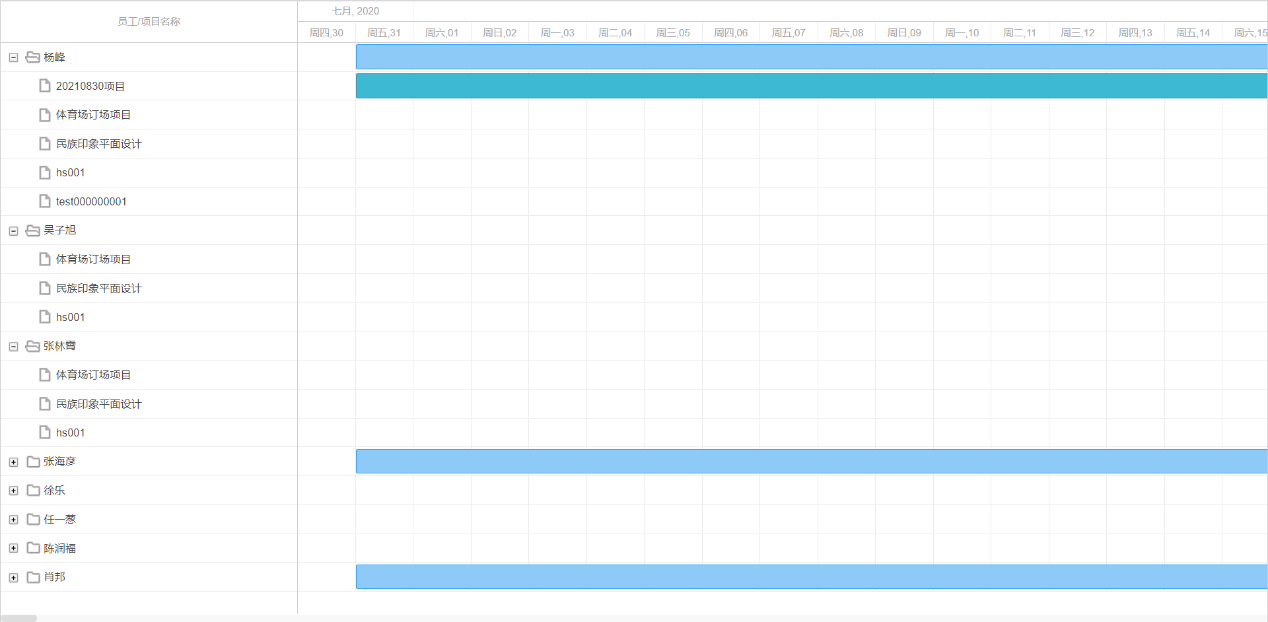 员工/项目名称
七月, 2020
周四,30 周五,31 周六,01 周日,02 周一,03 周二,04 周三,05 周四,06 周五,07 周六,08 周日,09 周一,10 周二,11 周三,12 周四,13 周五,14 周六,15
杨峰
20210830项目
体育场订场项目
民族印象平面设计
hs001
test000000001
吴子旭
体育场订场项目
民族印象平面设计
hs001
张林霄
体育场订场项目
民族印象平面设计
hs001
张海彦
徐乐
任一葱
陈润福
肖邦